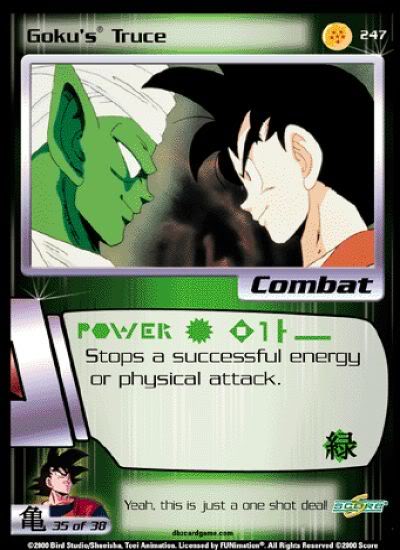 Goku's® Truce
247
Combat
POWER
Stops a successful energy
or physical attack.
緑
亀 35 of 38
Yeah, this is just a one shot deal!
SCORE
dbzcardgame.com
©2000 Bird Studio/Shueisha, Toei Animation. Licensed by FUNimation®. All Rights Reserved ©2000 Score